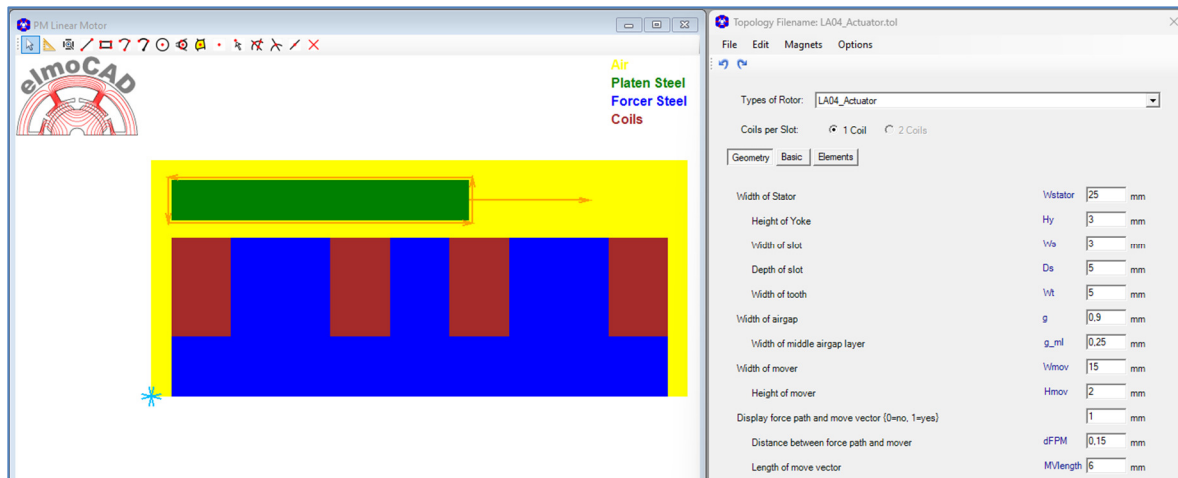 PM Linear Motor
elmoCAD
Air
Platen Steel
Forcer Steel
Coils
Topology Filename: LA04_Actuator.tol
File Edit Magnets Options
Types of Rotor: LA04_Actuator
Coils per Slot: 1 Coil 2 Coils
Geometry Basic Elements
Width of Stator Wstator 25 mm
Height of Yoke Hy 3 mm
Width of slot Ws 3 mm
Depth of slot Ds 5 mm
Width of tooth Wt 5 mm
Width of airgap g 0,9 mm
Width of middle airgap layer g_ml 0,25 mm
Width of mover Wmov 15 mm
Height of mover Hmov 2 mm
Display force path and move vector {0=no, 1=yes} 1 mm
Distance between force path and mover dFPM 0,15 mm
Length of move vector MVlength 6 mm